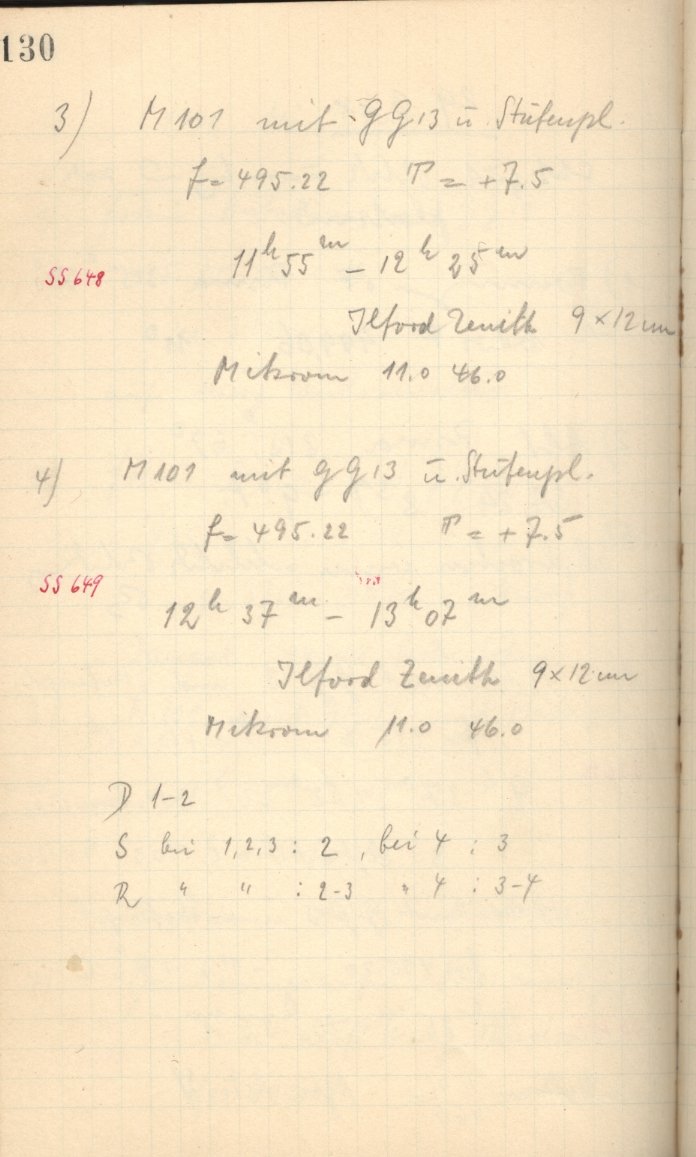 130
3) M 101 mit GG 13 u. Stufenpl.
f = 495.22 T = +7.5
11h 55m – 12h 25m
SS 648
Ilford Zenith 9 × 12 cm
Mikrom 11.0 46.0
4) M 101 mit GG 13 u. Stufenpl.
f = 495.22 T = +7.5
SS 649
12h 37m – 13h 07m
Ilford Zenith 9 × 12 cm
Mikrom 11.0 46.0
D 1-2
S bei 1, 2, 3 : 2 , bei 4 : 3
R " " : 2-3 " 4 : 3-4